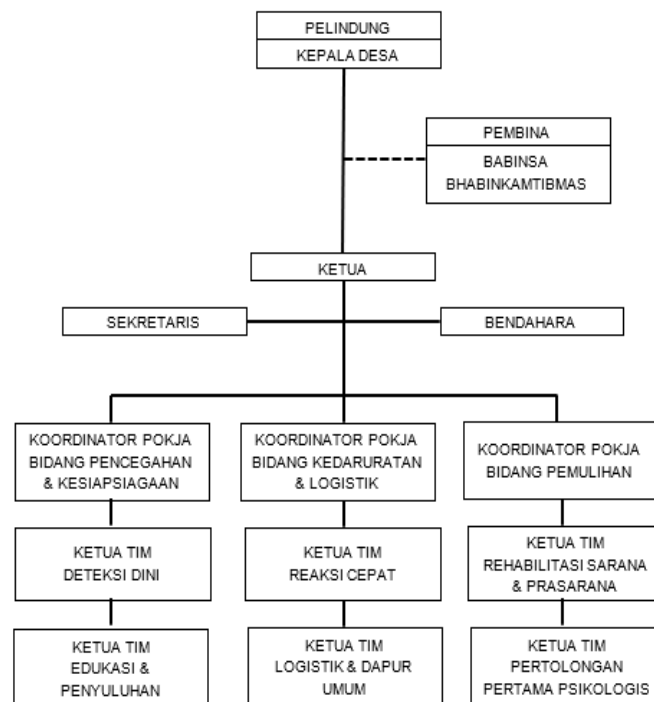 PELINDUNG
KEPALA DESA
PEMBINA
BABINSA
BHABINKAMTIBMAS
KETUA
SEKRETARIS
BENDAHARA
KOORDINATOR POKJA
BIDANG PENCEGAHAN
& KESIAPSIAGAAN
KOORDINATOR POKJA
BIDANG KEDARURATAN
& LOGISTIK
KOORDINATOR POKJA
BIDANG PEMULIHAN
KETUA TIM
DETEKSI DINI
KETUA TIM
REAKSI CEPAT
KETUA TIM
REHABILITASI SARANA
& PRASARANA
KETUA TIM
EDUKASI &
PENYULUHAN
KETUA TIM
LOGISTIK & DAPUR
UMUM
KETUA TIM
PERTOLONGAN
PERTAMA PSIKOLOGIS